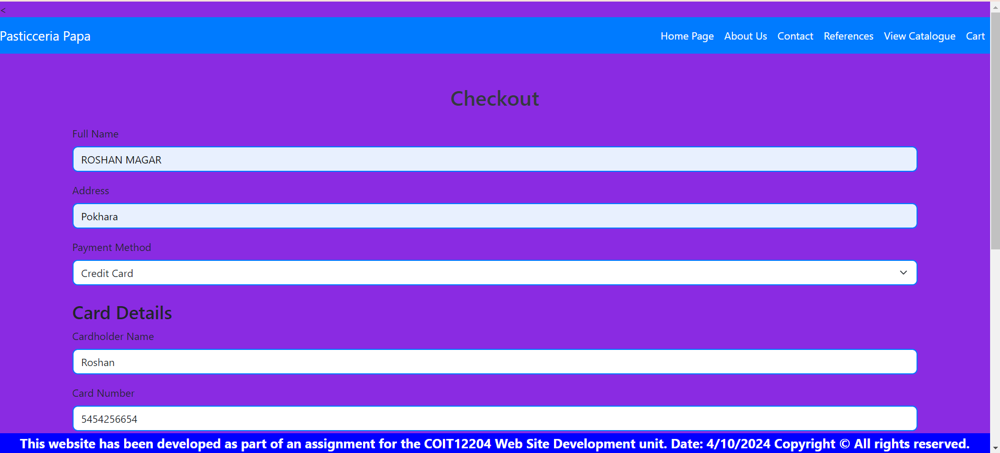 <
Pasticceria Papa Home Page About Us Contact References View Catalogue Cart
Checkout
Full Name
ROSHAN MAGAR
Address
Pokhara
Payment Method
Credit Card
Card Details
Cardholder Name
Roshan
Card Number
5454256654
This website has been developed as part of an assignment for the COIT12204 Web Site Development unit. Date: 4/10/2024 Copyright © All rights reserved.